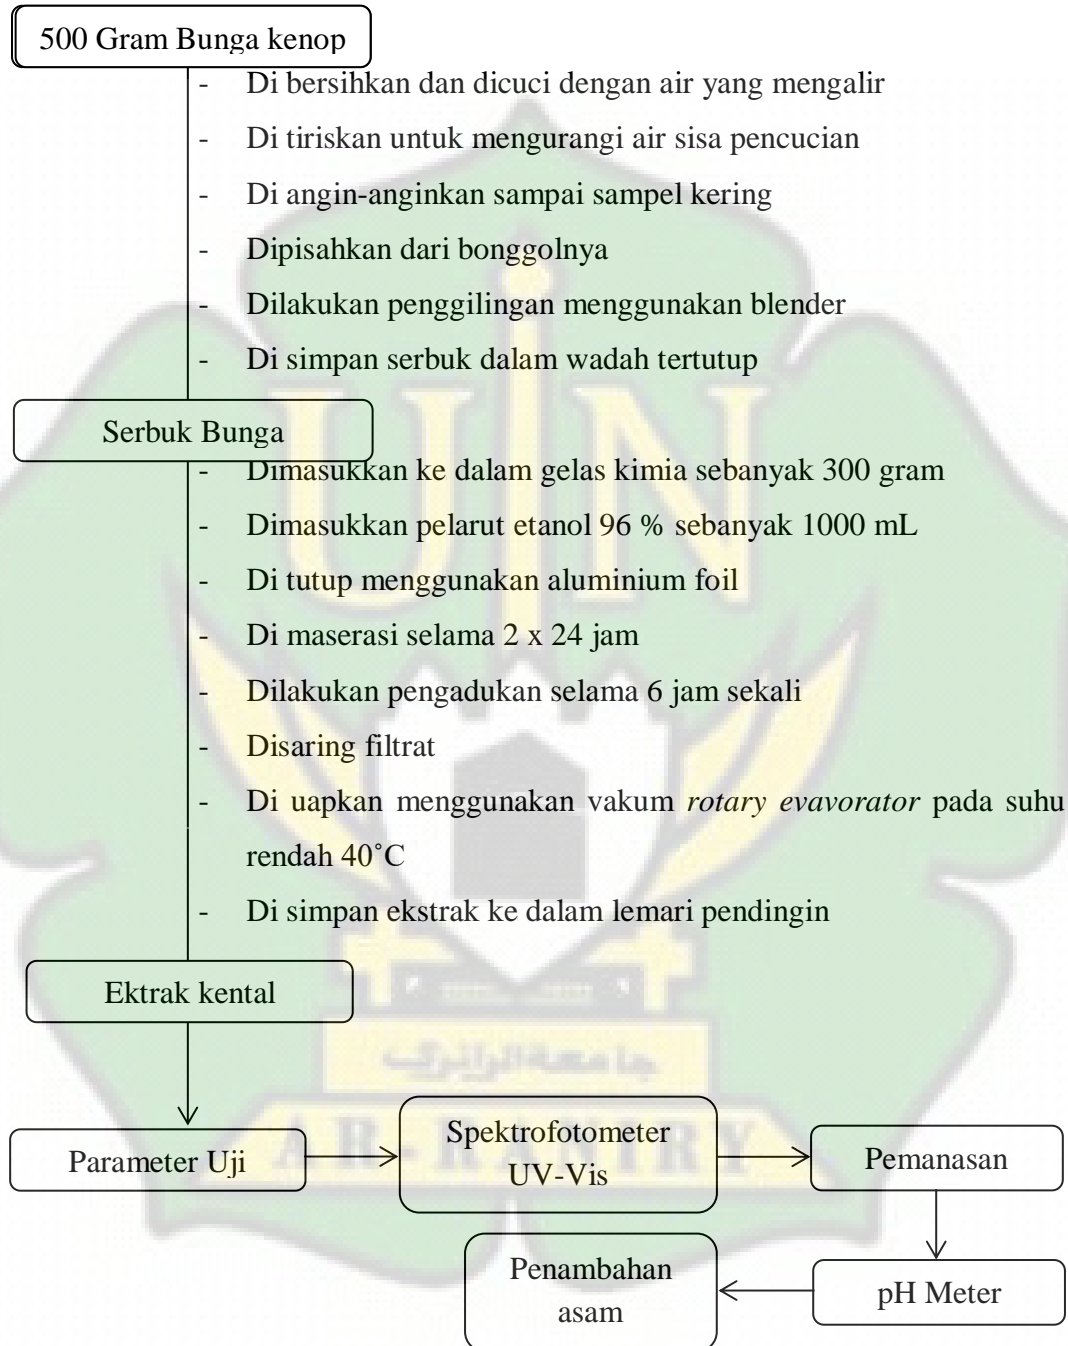 500 Gram Bunga kenop
- Di bersihkan dan dicuci dengan air yang mengalir
- Di tiriskan untuk mengurangi air sisa pencucian
- Di angin-anginkan sampai sampel kering
- Dipisahkan dari bonggolnya
- Dilakukan penggilingan menggunakan blender
- Di simpan serbuk dalam wadah tertutup
Serbuk Bunga
- Dimasukkan ke dalam gelas kimia sebanyak 300 gram
- Dimasukkan pelarut etanol 96 % sebanyak 1000 mL
- Di tutup menggunakan aluminium foil
- Di maserasi selama 2 x 24 jam
- Dilakukan pengadukan selama 6 jam sekali
- Disaring filtrat
- Di uapkan menggunakan vakum rotary evavorator pada suhu
rendah 40˚C
- Di simpan ekstrak ke dalam lemari pendingin
Ektrak kental
Parameter Uji
Spektrofotometer
UV-Vis
Pemanasan
Penambahan
asam
pH Meter
UIN
جامعة الرانري
AR-RANIRY